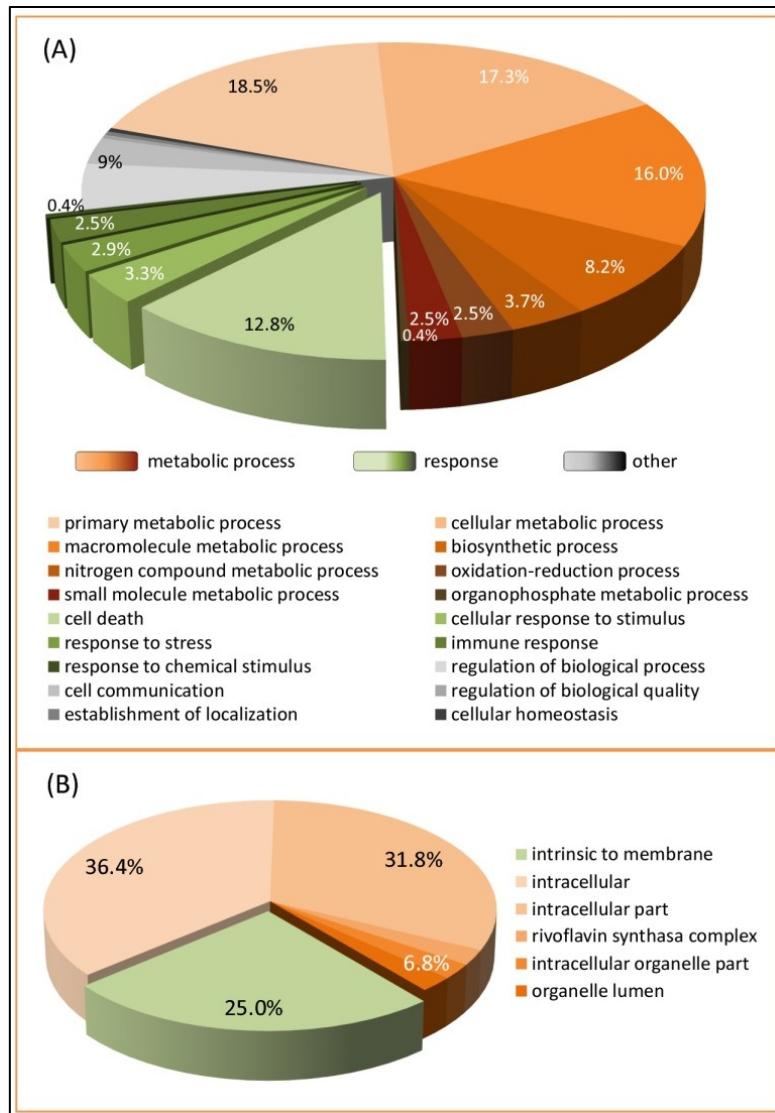 (A)
18.5%
17.3%
16.0%
9%
0.4%
2.5%
2.9%
3.3%
12.8%
8.2%
3.7%
2.5%
2.5%
0.4%
metabolic process response other
primary metabolic process cellular metabolic process
macromolecule metabolic process biosynthetic process
nitrogen compound metabolic process oxidation-reduction process
small molecule metabolic process organophosphate metabolic process
cell death cellular response to stimulus
response to stress immune response
response to chemical stimulus regulation of biological process
cell communication regulation of biological quality
establishment of localization cellular homeostasis
(B)
36.4%
31.8%
6.8%
25.0%
intrinsic to membrane
intracellular
intracellular part
rivoflavin synthasa complex
intracellular organelle part
organelle lumen